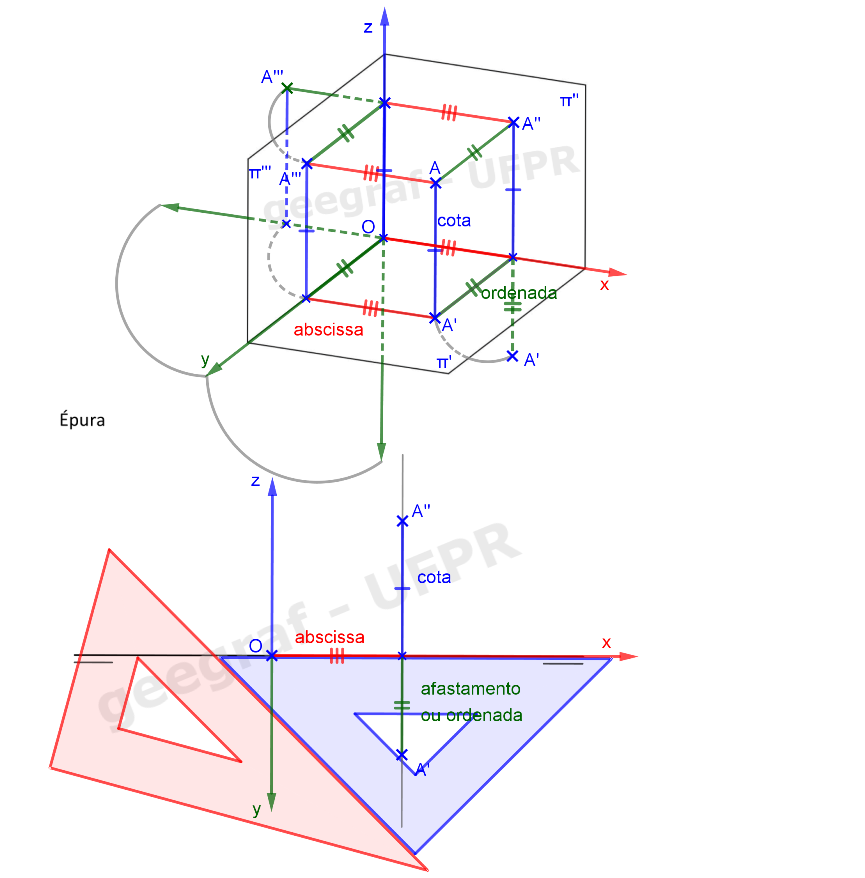 z
A'''
π''
A''
π'''
A'''
A
geegraf - UFPR
cota
O
x
ordenada
abscissa
A'
y
π'
A'
Épura
z
A''
geegraf - UFPR
cota
abscissa
O
x
afastamento
ou ordenada
A'
y